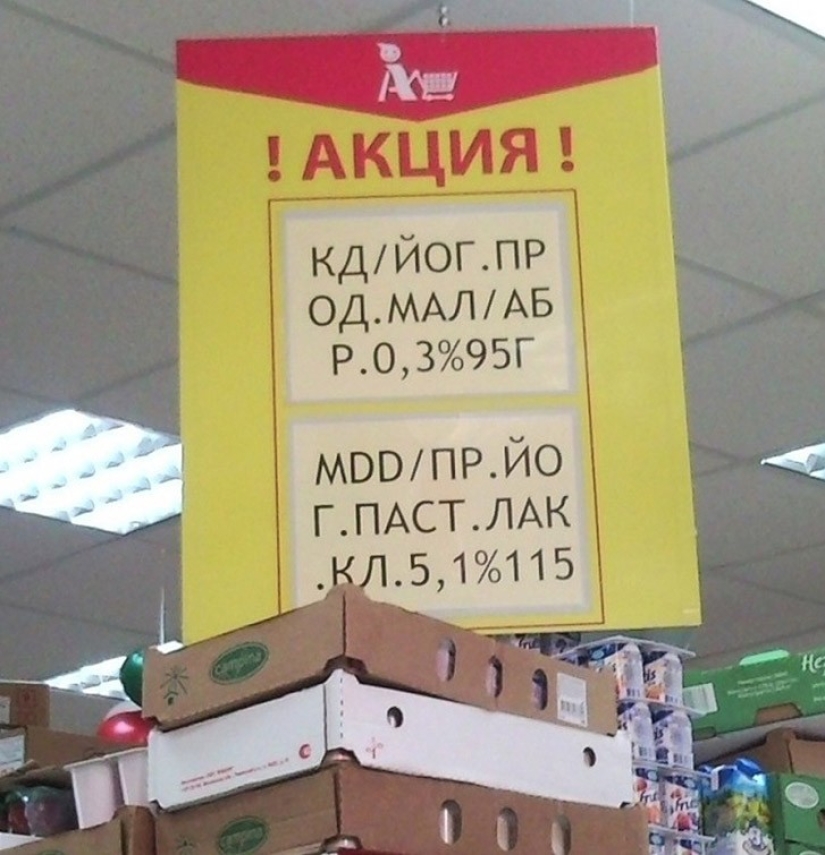 ! АКЦИЯ !
КД/ЙОГ.ПР
ОД.МАЛ/АБ
Р.0,3%95Г
MDD/ПР.ЙО
Г.ПАСТ.ЛАК
.КЛ.5,1%115